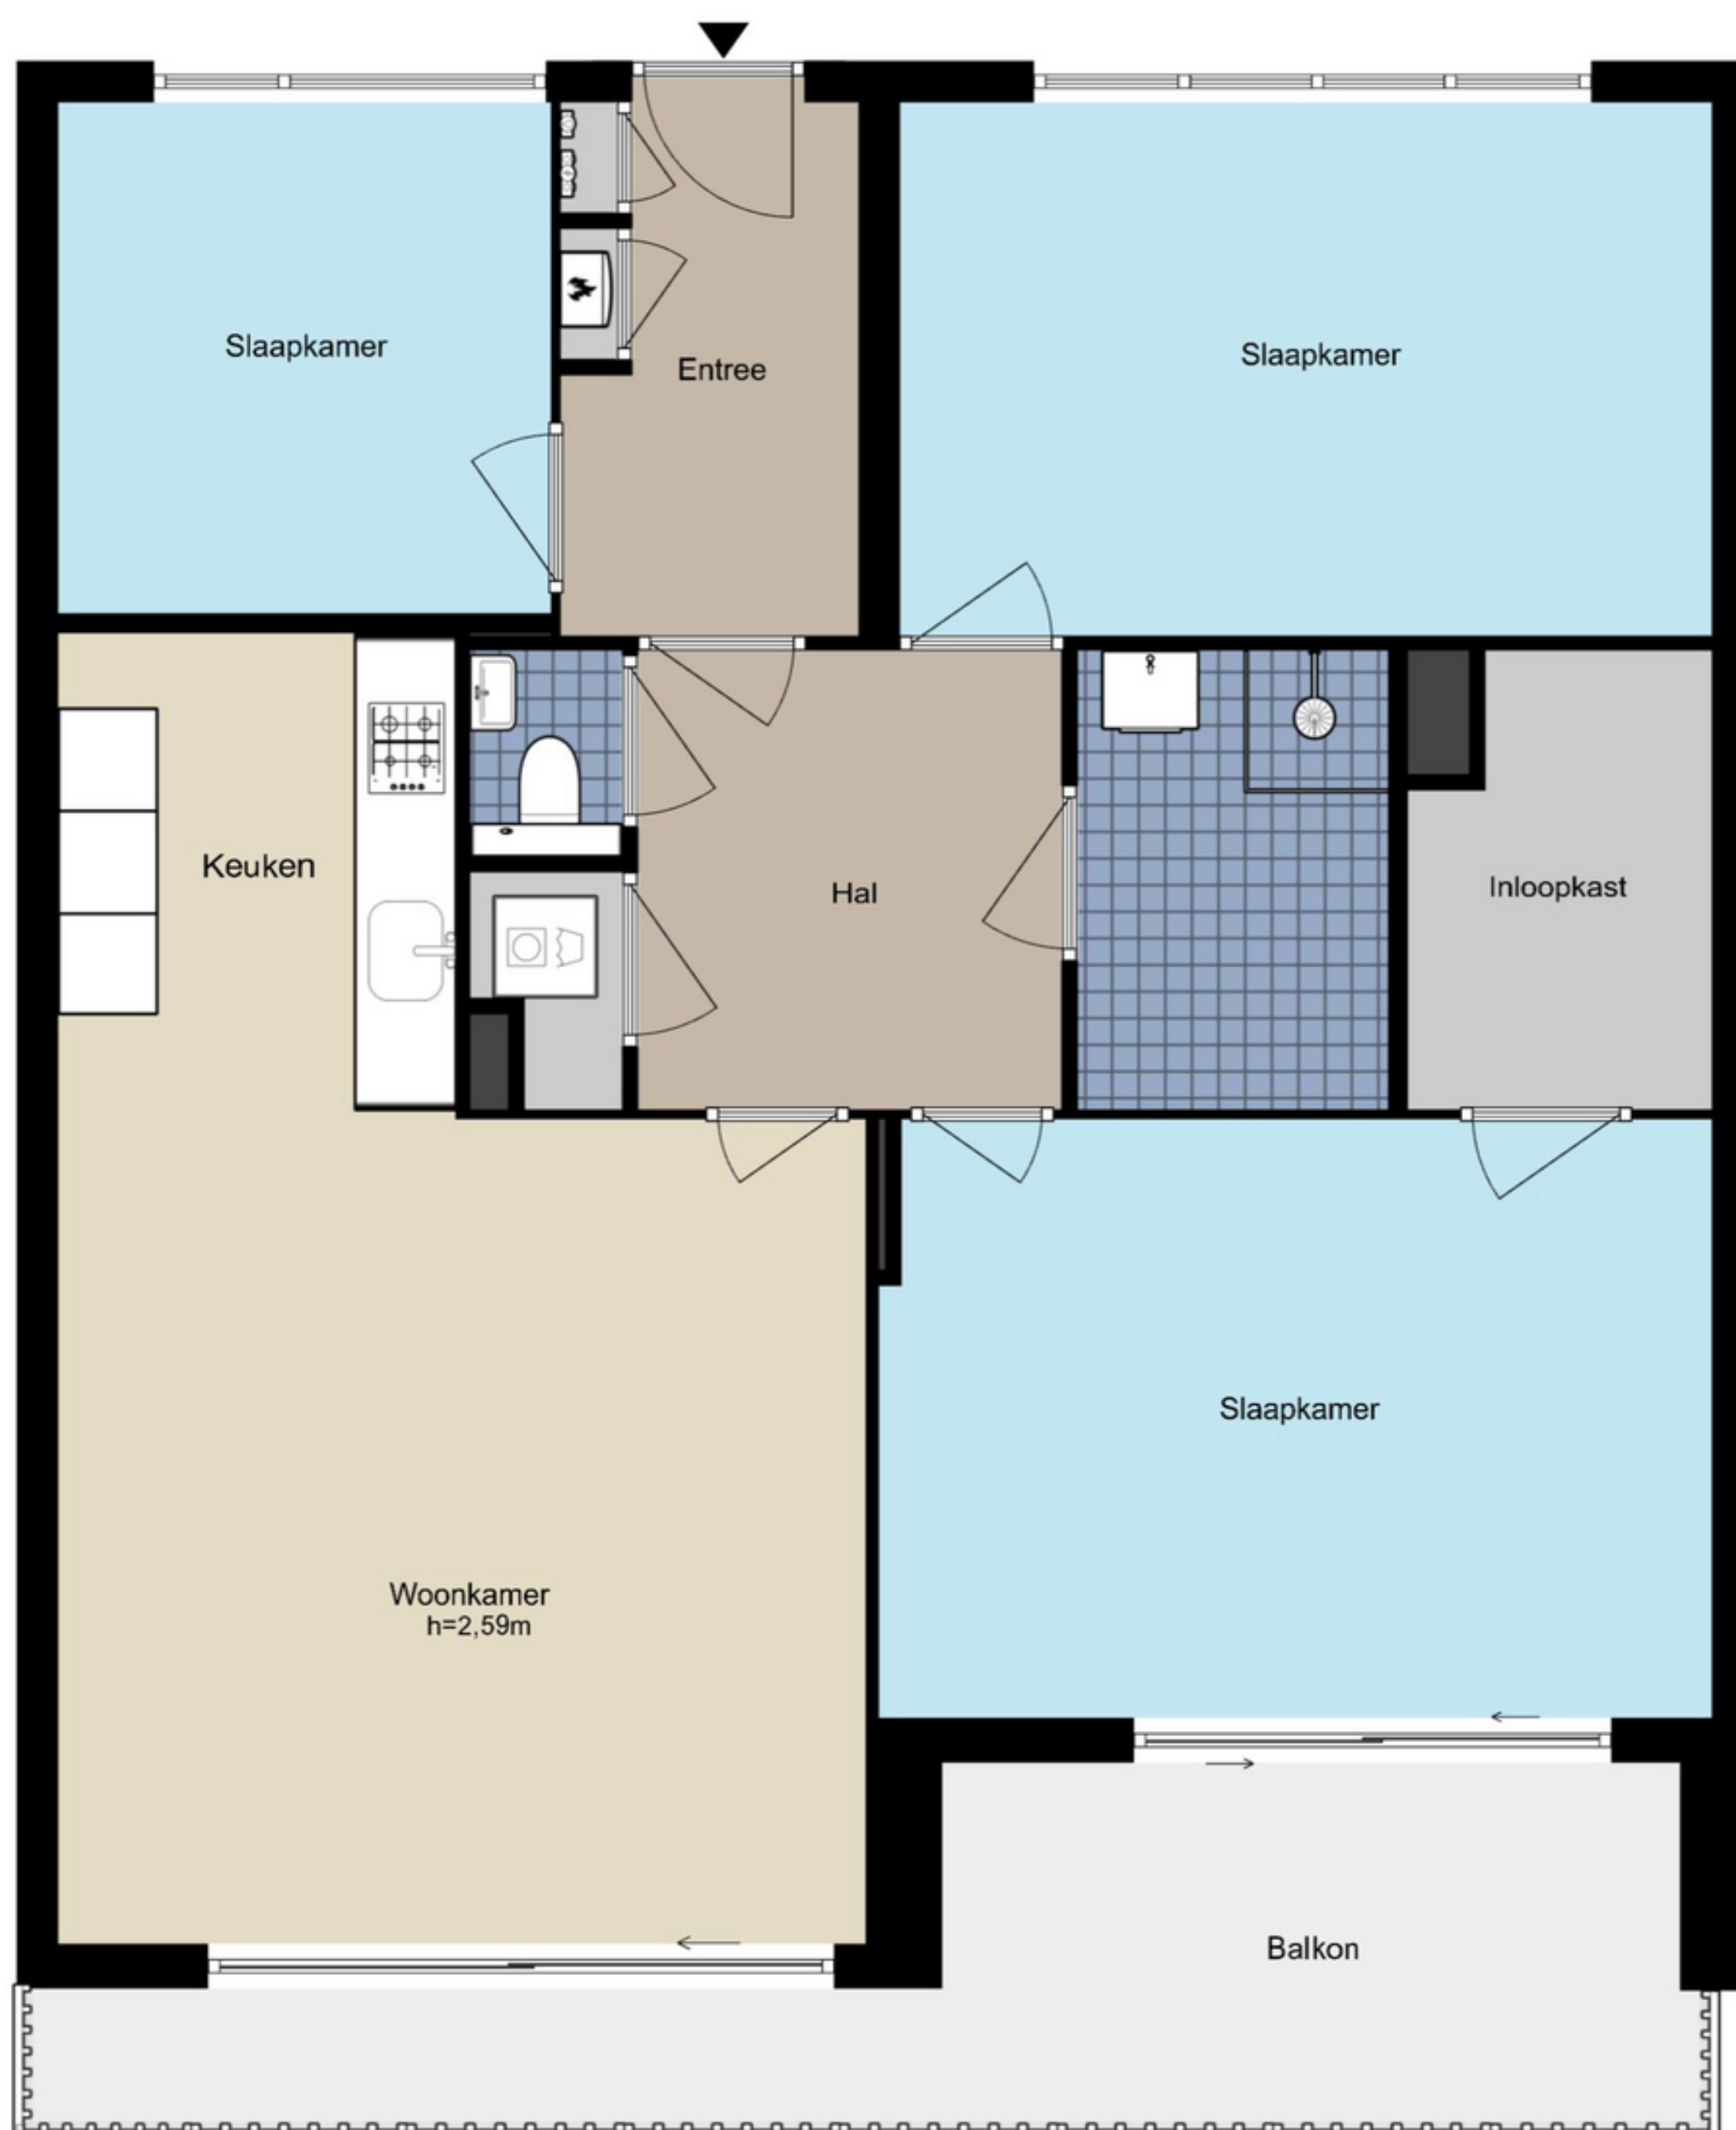 Slaapkamer
Entree
Slaapkamer
Keuken
Hal
Inloopkast
Slaapkamer
Woonkamer
h=2,59m
Balkon